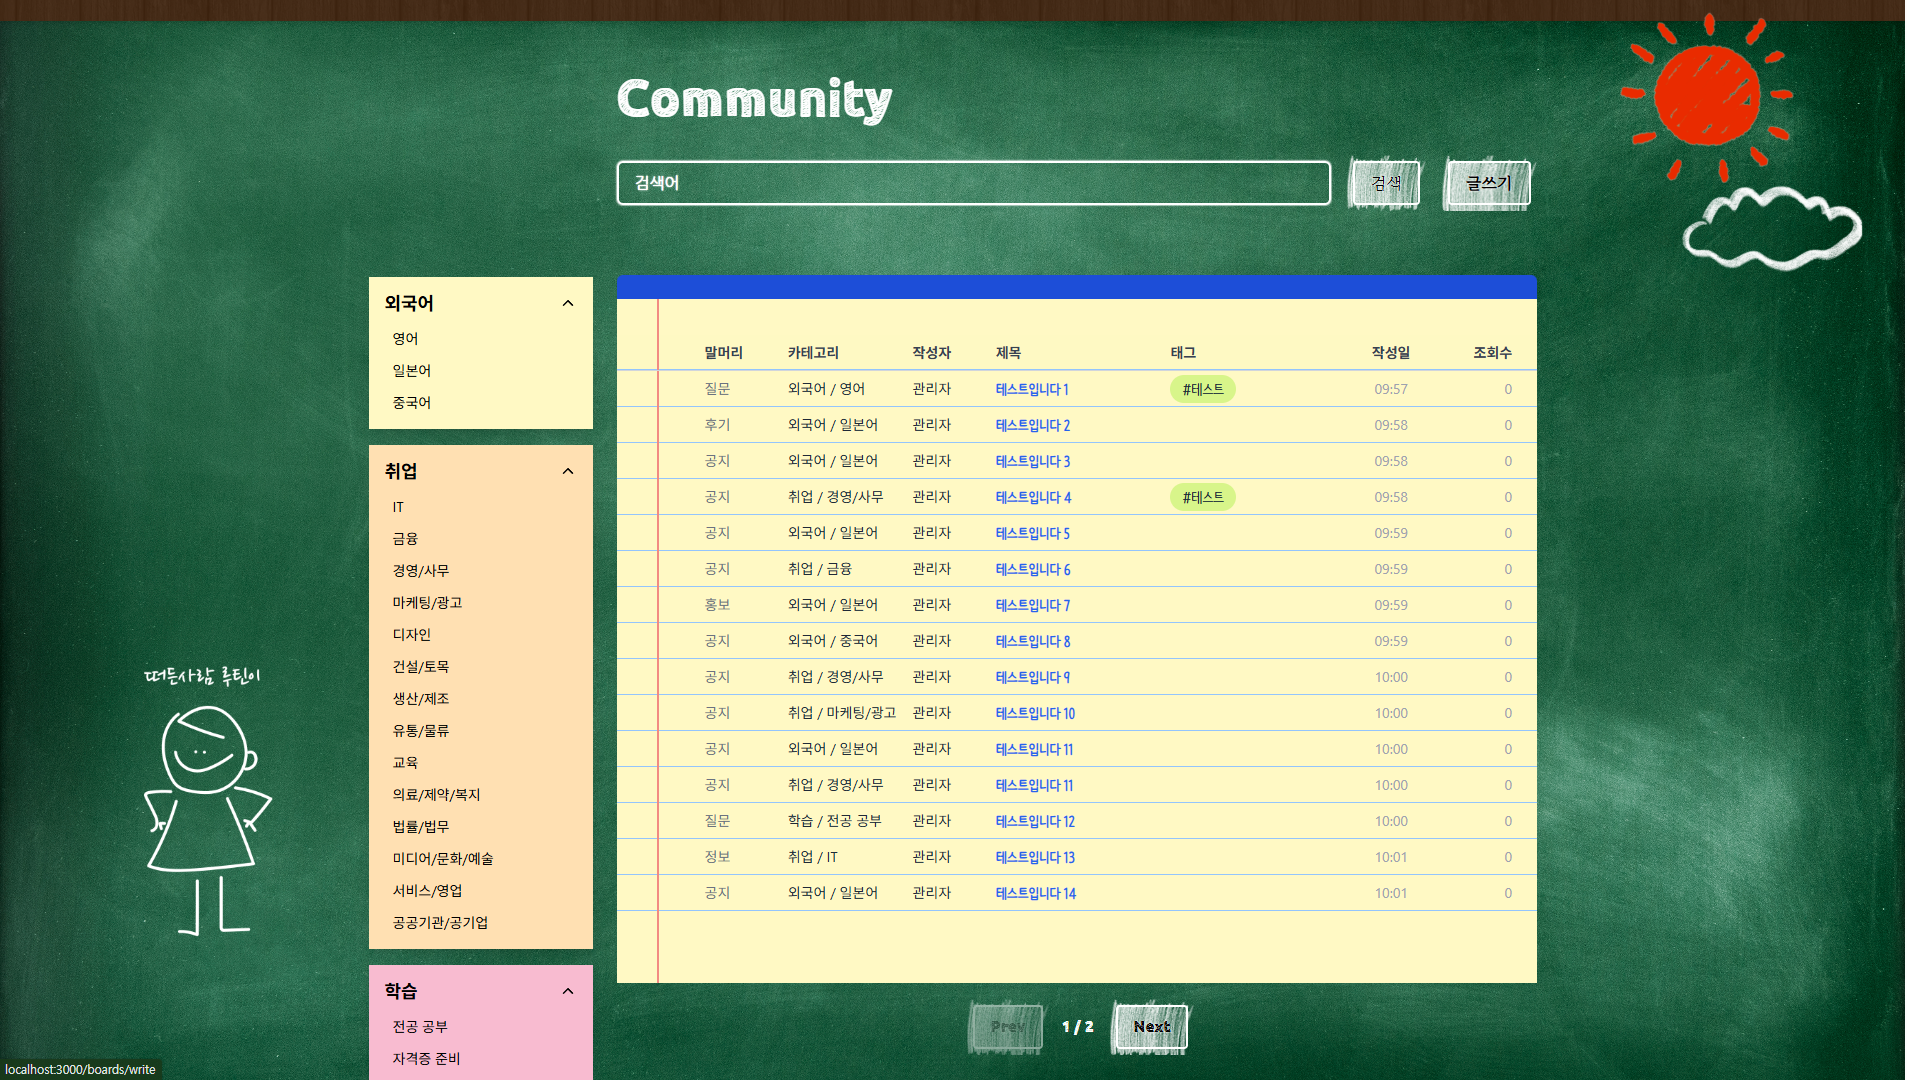 Community
검색어
검색
글쓰기
외국어
영어
일본어
중국어
취업
IT
금융
경영/사무
마케팅/광고
디자인
건설/토목
생산/제조
유통/물류
교육
의료/제약/복지
법률/법무
미디어/문화/예술
서비스/영업
공공기관/공기업
학습
전공 공부
자격증 준비
말머리 카테고리 작성자 제목 태그 작성일 조회수
질문 외국어 / 영어 관리자 테스트입니다 1 #테스트 09:57 0
후기 외국어 / 일본어 관리자 테스트입니다 2 09:58 0
공지 외국어 / 일본어 관리자 테스트입니다 3 09:58 0
공지 취업 / 경영/사무 관리자 테스트입니다 4 #테스트 09:58 0
공지 외국어 / 일본어 관리자 테스트입니다 5 09:59 0
공지 취업 / 금융 관리자 테스트입니다 6 09:59 0
홍보 외국어 / 일본어 관리자 테스트입니다 7 09:59 0
공지 외국어 / 중국어 관리자 테스트입니다 8 09:59 0
공지 취업 / 경영/사무 관리자 테스트입니다 9 10:00 0
공지 취업 / 마케팅/광고 관리자 테스트입니다 10 10:00 0
공지 외국어 / 일본어 관리자 테스트입니다 11 10:00 0
공지 취업 / 경영/사무 관리자 테스트입니다 11 10:00 0
질문 학습 / 전공 공부 관리자 테스트입니다 12 10:00 0
정보 취업 / IT 관리자 테스트입니다 13 10:01 0
공지 외국어 / 일본어 관리자 테스트입니다 14 10:01 0
Prev 1 / 2 Next
떠든사람 루틴이
localhost:3000/boards/write